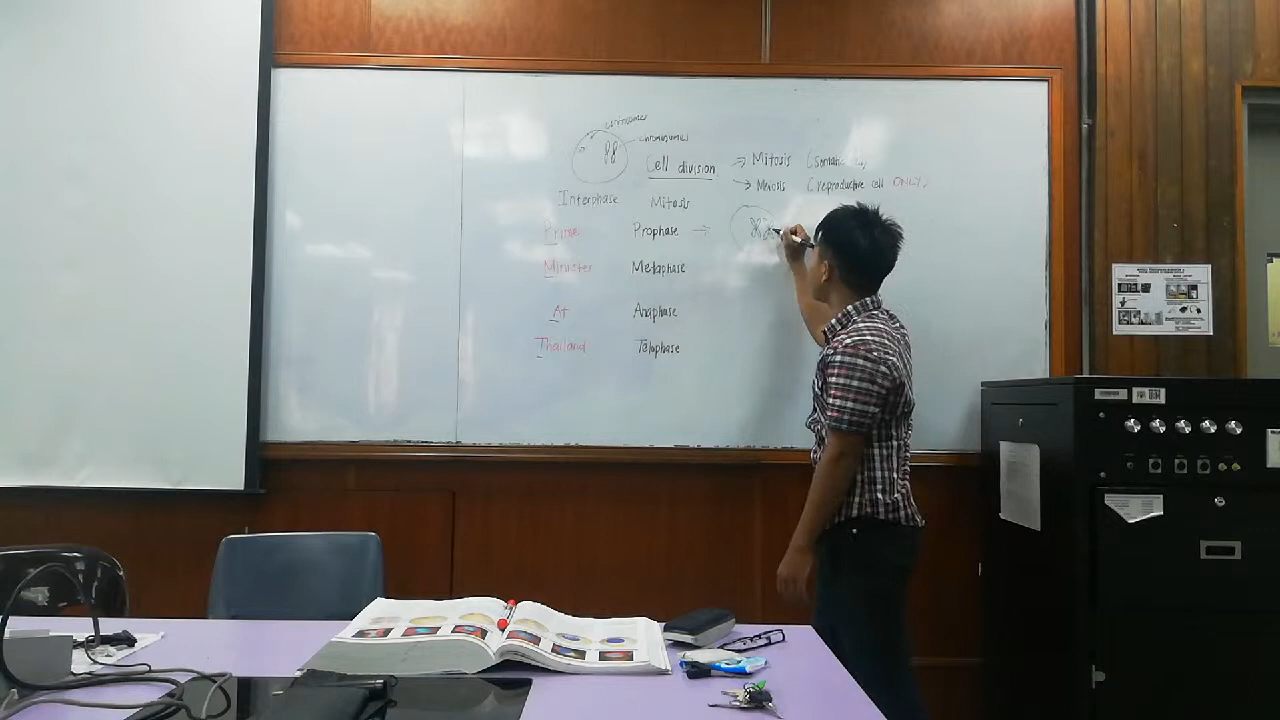 chromosomes
Cell division
→ Mitosis (Somatic
→ Meiosis (reproductive cell ONLY)
Interphase Mitosis
Prime Prophase →
Minister Metaphase
At Anaphase
Thailand Telophase